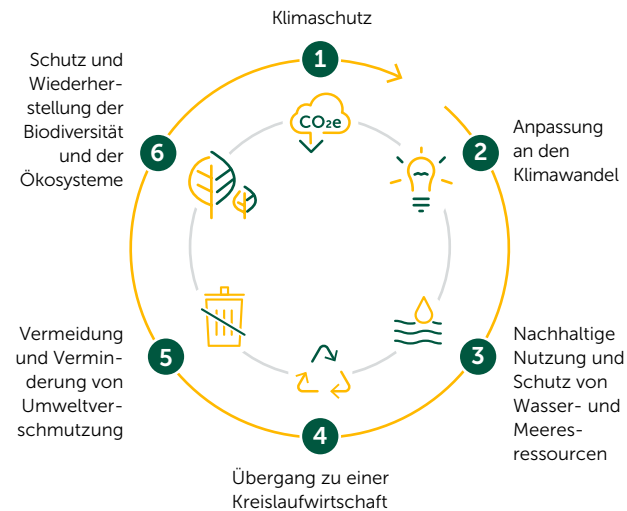 Klimaschutz
1
CO₂e
2
Anpassung
an den
Klimawandel
3
Nachhaltige
Nutzung und
Schutz von
Wasser- und
Meeres-
ressourcen
4
Übergang zu einer
Kreislaufwirtschaft
5
Vermeidung
und Vermin-
derung von
Umweltver-
schmutzung
6
Schutz und
Wiederher-
stellung der
Biodiversität
und der
Ökosysteme